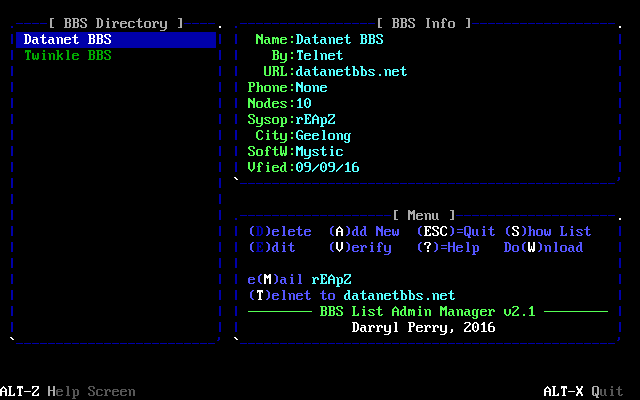 [ BBS Directory ]
Datanet BBS
Twinkle BBS
[ BBS Info ]
Name:Datanet BBS
By:Telnet
URL:datanetbbs.net
Phone:None
Nodes:10
Sysop:rEApZ
City:Geelong
SoftW:Mystic
Vfied:09/09/16
[ Menu ]
(D)elete (A)dd New (ESC)=Quit (S)how List
(E)dit (V)erify (?)=Help Do(W)nload
e(M)ail rEApZ
(T)elnet to datanetbbs.net
BBS List Admin Manager v2.1
Darryl Perry, 2016
ALT-Z Help Screen ALT-X Quit